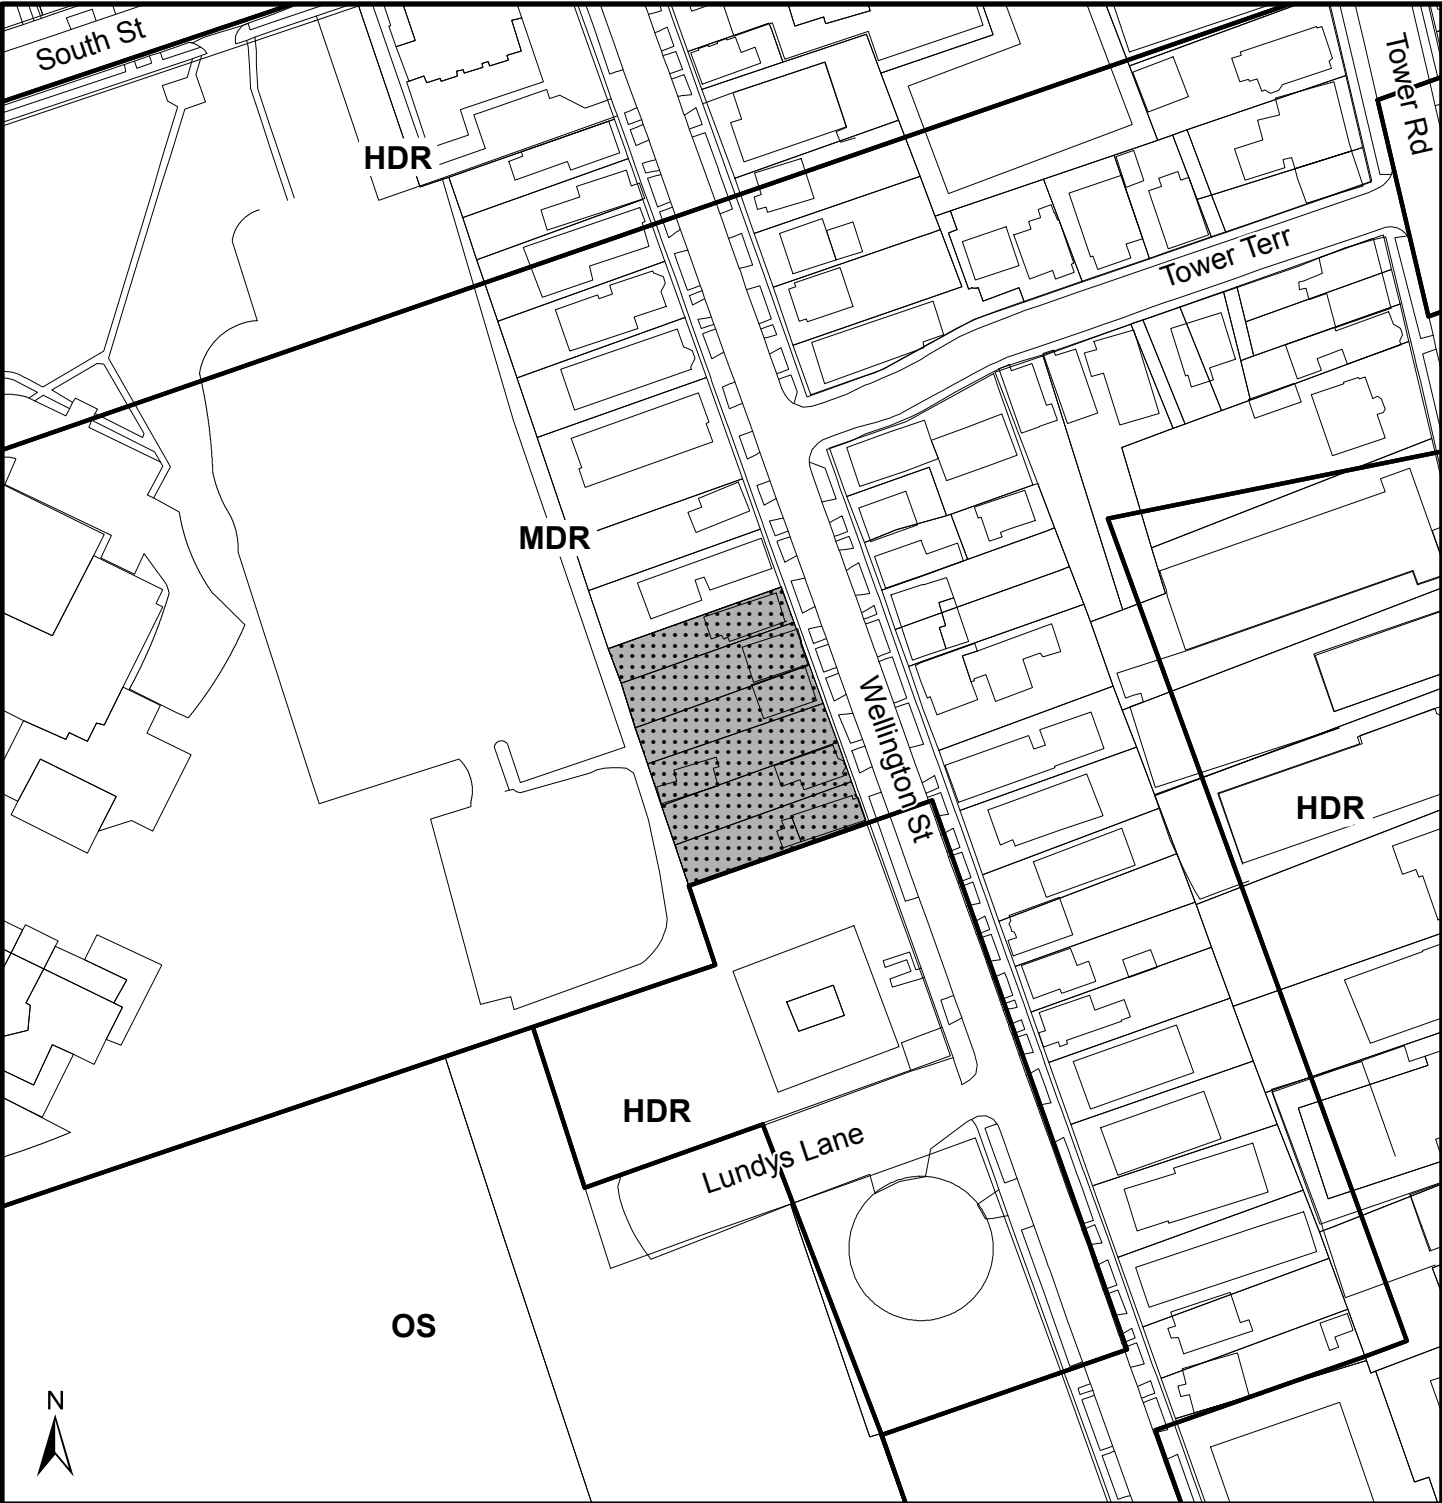 South St
Tower Rd
HDR
Tower Terr
MDR
Wellington St
HDR
HDR
Lundys Lane
OS
N